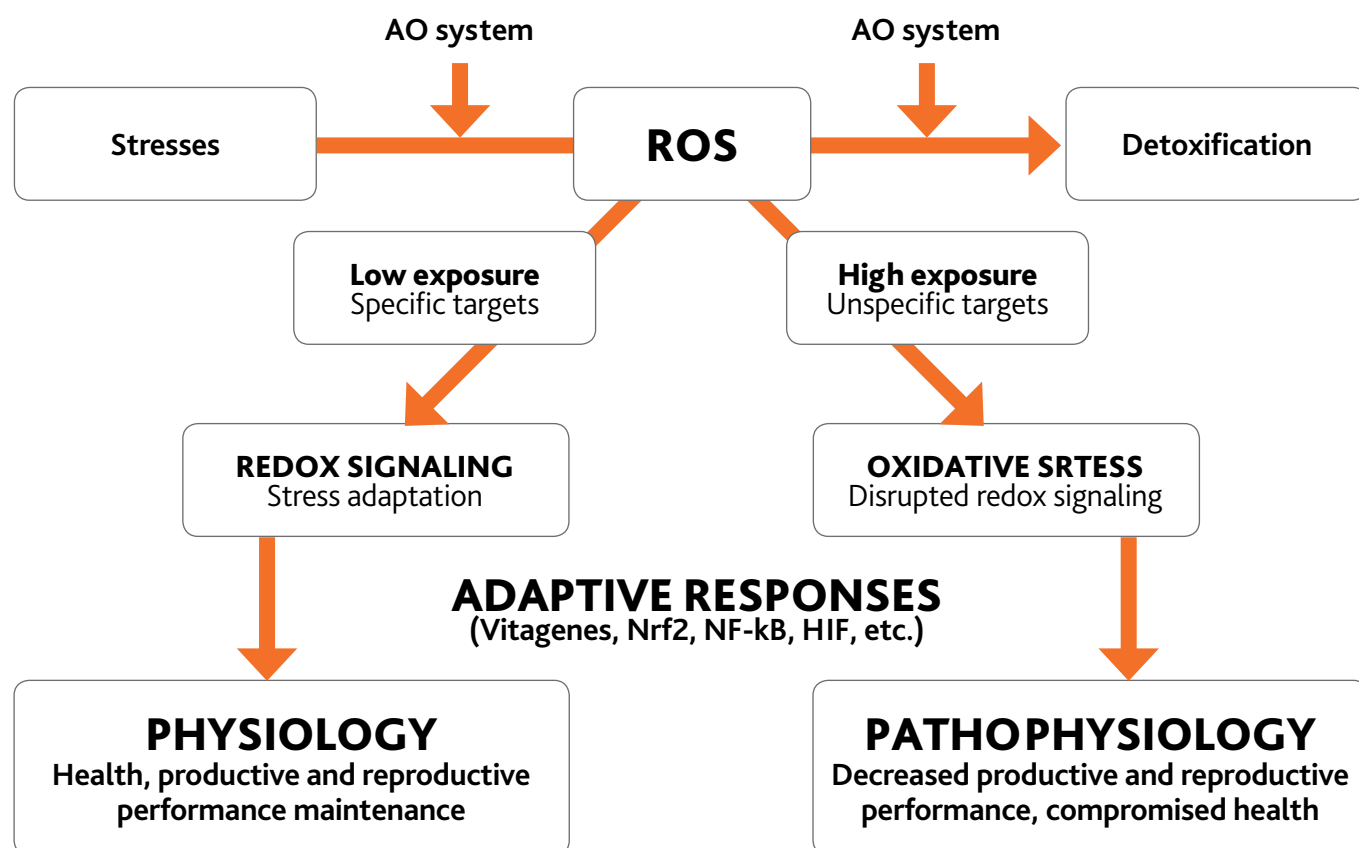 AO system
AO system
Stresses
ROS
Detoxification
Low exposure
Specific targets
High exposure
Unspecific targets
REDOX SIGNALING
Stress adaptation
OXIDATIVE SRTESS
Disrupted redox signaling
ADAPTIVE RESPONSES
(Vitagenes, Nrf2, NF-kB, HIF, etc.)
PHYSIOLOGY
Health, productive and reproductive
performance maintenance
PATHOPHYSIOLOGY
Decreased productive and reproductive
performance, compromised health